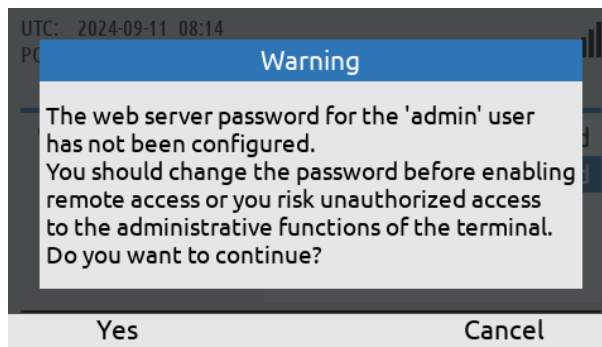 UTC: 2024-09-11 08:14
Warning
The web server password for the 'admin' user
has not been configured.
You should change the password before enabling
remote access or you risk unauthorized access
to the administrative functions of the terminal.
Do you want to continue?
Yes Cancel